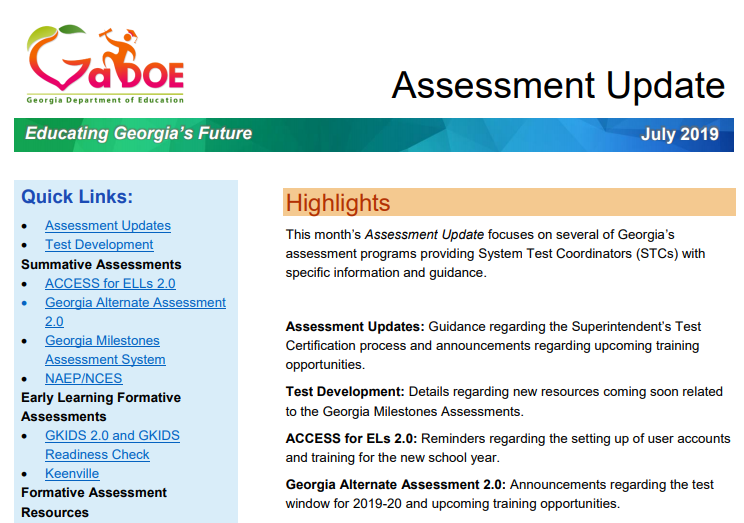 GaDOE
Georgia Department of Education
Assessment Update
Educating Georgia's Future
July 2019
Quick Links:
• Assessment Updates
• Test Development
Summative Assessments
• ACCESS for ELLs 2.0
• Georgia Alternate Assessment
2.0
• Georgia Milestones
Assessment System
• NAEP/NCES
Early Learning Formative
Assessments
• GKIDS 2.0 and GKIDS
Readiness Check
• Keenville
Formative Assessment
Resources
Highlights
This month's Assessment Update focuses on several of Georgia's
assessment programs providing System Test Coordinators (STCs) with
specific information and guidance.
Assessment Updates: Guidance regarding the Superintendent's Test
Certification process and announcements regarding upcoming training
opportunities.
Test Development: Details regarding new resources coming soon related
to the Georgia Milestones Assessments.
ACCESS for ELs 2.0: Reminders regarding the setting up of user accounts
and training for the new school year.
Georgia Alternate Assessment 2.0: Announcements regarding the test
window for 2019-20 and upcoming training opportunities.